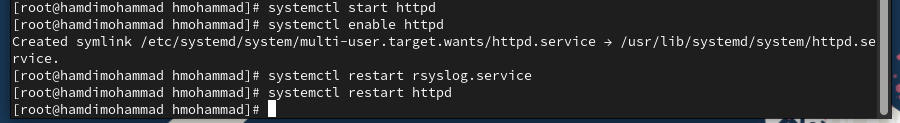 [root@hamdimohammad hmohammad]# systemctl start httpd
[root@hamdimohammad hmohammad]# systemctl enable httpd
Created symlink /etc/systemd/system/multi-user.target.wants/httpd.service → /usr/lib/systemd/system/httpd.se
rvice.
[root@hamdimohammad hmohammad]# systemctl restart rsyslog.service
[root@hamdimohammad hmohammad]# systemctl restart httpd
[root@hamdimohammad hmohammad]#